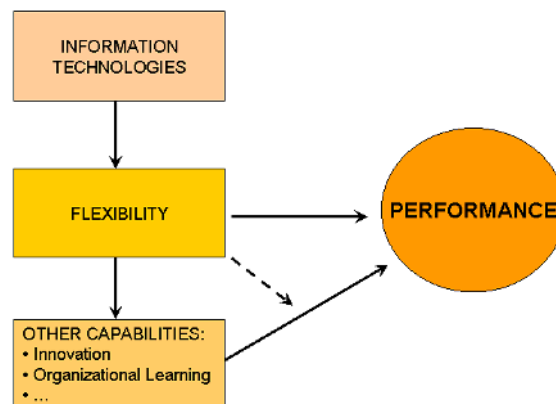 INFORMATION
TECHNOLOGIES
FLEXIBILITY
PERFORMANCE
OTHER CAPABILITIES:
• Innovation
• Organizational Learning
• ...